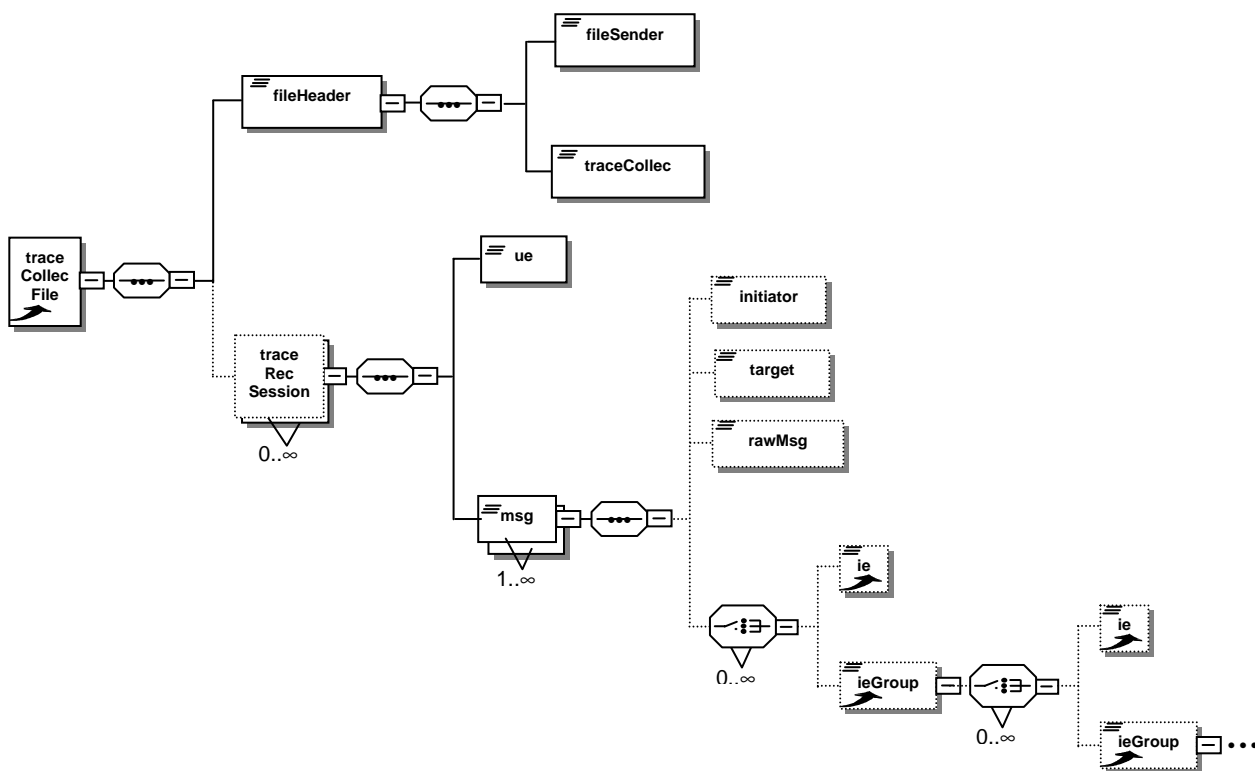 fileSender
fileHeader
traceCollec
trace
Collec
File
ue
initiator
trace
Rec
Session
target
rawMsg
0..∞
msg
1..∞
ie
ie
ieGroup
0..∞
ieGroup
0..∞